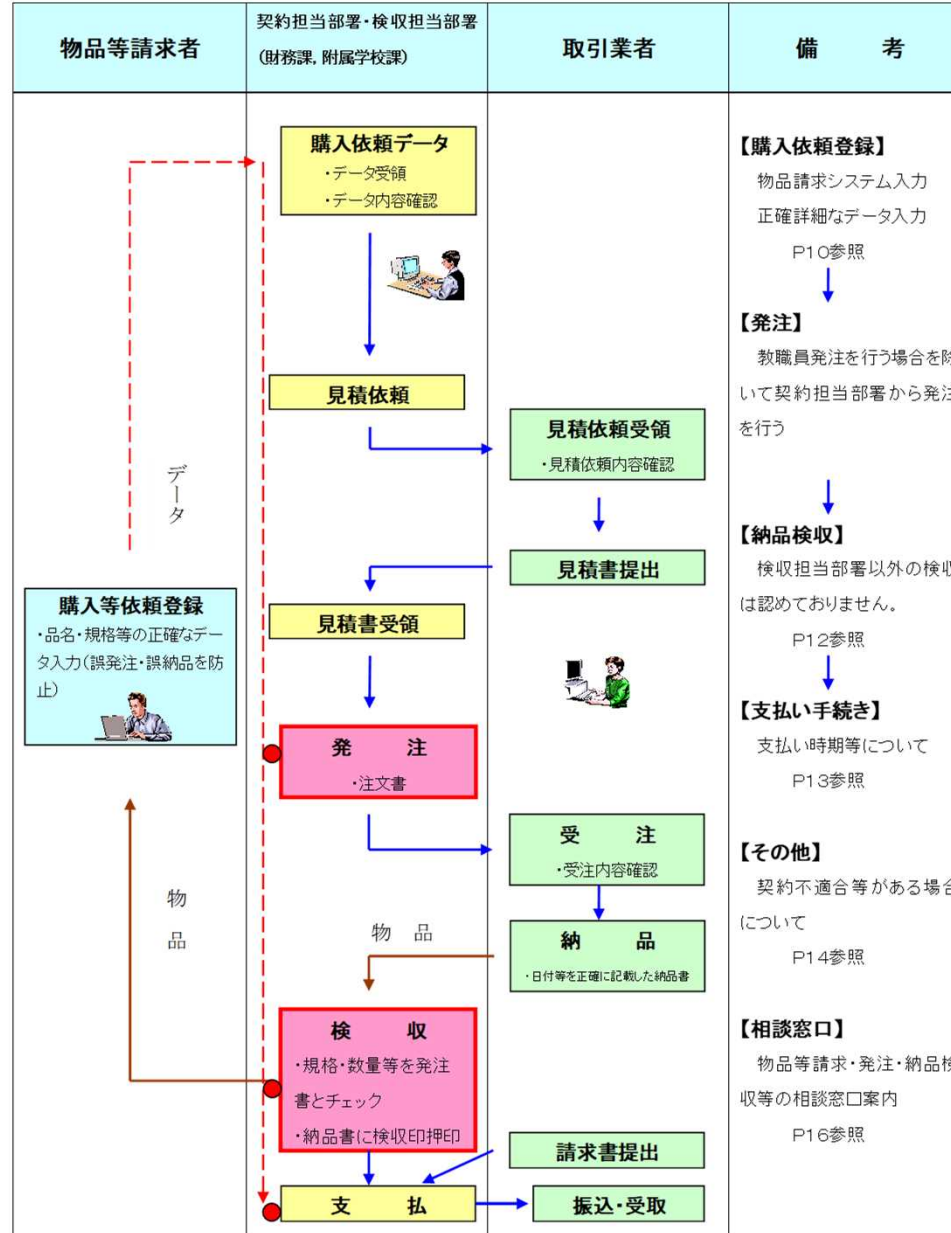 物品等請求者
契約担当部署・検収担当部署
(財務課，附属学校課)
取引業者
備　考
購入依頼データ
・データ受領
・データ内容確認
見積依頼
見積依頼受領
・見積依頼内容確認
見積書提出
見積書受領
データ
購入等依頼登録
・品名・規格等の正確なデー
タ入力(誤発注・誤納品を防
止)
発　注
・注文書
受　注
・受注内容確認
納　品
・日付等を正確に記載した納品書
物　品
物
品
検　収
・規格・数量等を発注
書とチェック
・納品書に検収印押印
請求書提出
支　払
振込・受取
【購入依頼登録】
物品請求システム入力
正確詳細なデータ入力
P10参照
【発注】
教職員発注を行う場合を除
いて契約担当部署から発注
を行う
【納品検収】
検収担当部署以外の検収
は認めておりません。
P12参照
【支払い手続き】
支払い時期等について
P13参照
【その他】
契約不適合等がある場合
について
P14参照
【相談窓口】
物品等請求・発注・納品検
収等の相談窓口案内
P16参照